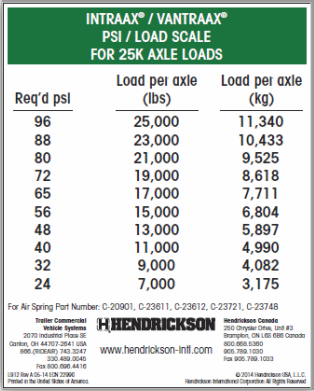 INTRAAX® / VANTRAAX®
PSI / LOAD SCALE
FOR 25K AXLE LOADS
Req'd psi Load per axle (lbs) Load per axle (kg)
96 25,000 11,340
88 23,000 10,433
80 21,000 9,525
72 19,000 8,618
65 17,000 7,711
56 15,000 6,804
48 13,000 5,897
40 11,000 4,990
32 9,000 4,082
24 7,000 3,175
For Air Spring Part Number: C-20901, C-23611, C-23612, C-23721, C-23748
Trailer Commercial
Vehicle Systems
2070 Industrial Place SE
Canton, OH 44707-2641 USA
866.(RIDEAIR) 743.3247
330.489.0045
Fax 800.696.4416
HENDRICKSON
www.hendrickson-intl.com
Hendrickson Canada
250 Chrysler Drive, Unit #3
Brampton, ON L6S 6B6 Canada
800.668.5360
905.789.1030
Fax 905.789.1033
L912 Rev A 05-14 ECN 22990
Printed in the United States of America.
© 2014 Hendrickson USA, L.L.C.
Hendrickson International Corporation All Rights Reserved